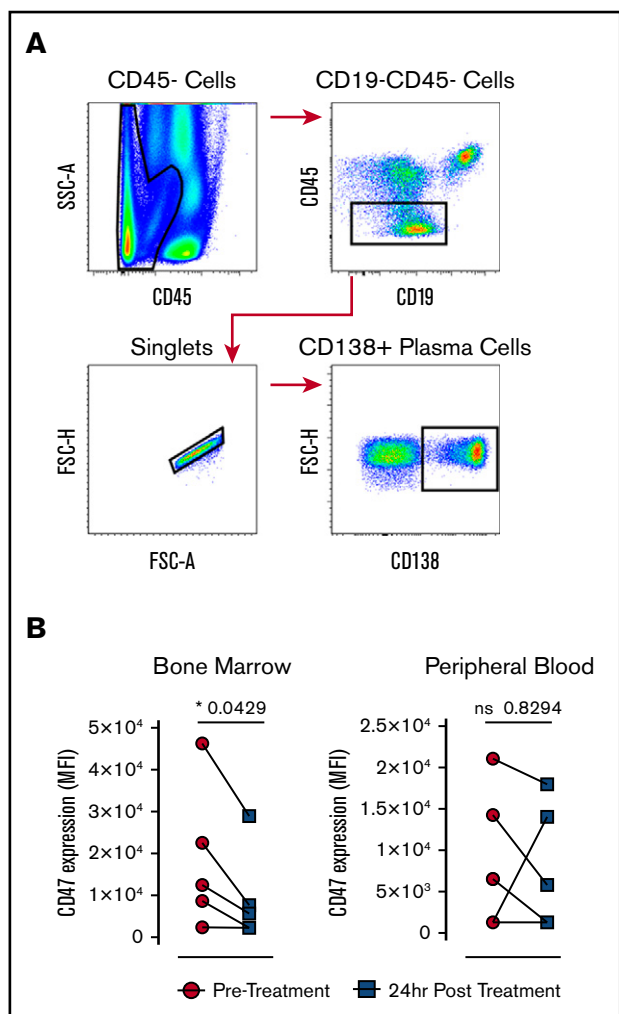 A
CD45- Cells
CD19-CD45- Cells
SSC-A
CD45
CD45
CD19
Singlets
CD138+ Plasma Cells
FSC-H
FSC-H
FSC-A
CD138
B
Bone Marrow
Peripheral Blood
* 0.0429
ns 0.8294
CD47 expression (MFI)
5×10⁴
4×10⁴
3×10⁴
2×10⁴
1×10⁴
0
CD47 expression (MFI)
2.5×10⁴
2×10⁴
1.5×10⁴
1×10⁴
5×10³
0
Pre-Treatment
24hr Post Treatment